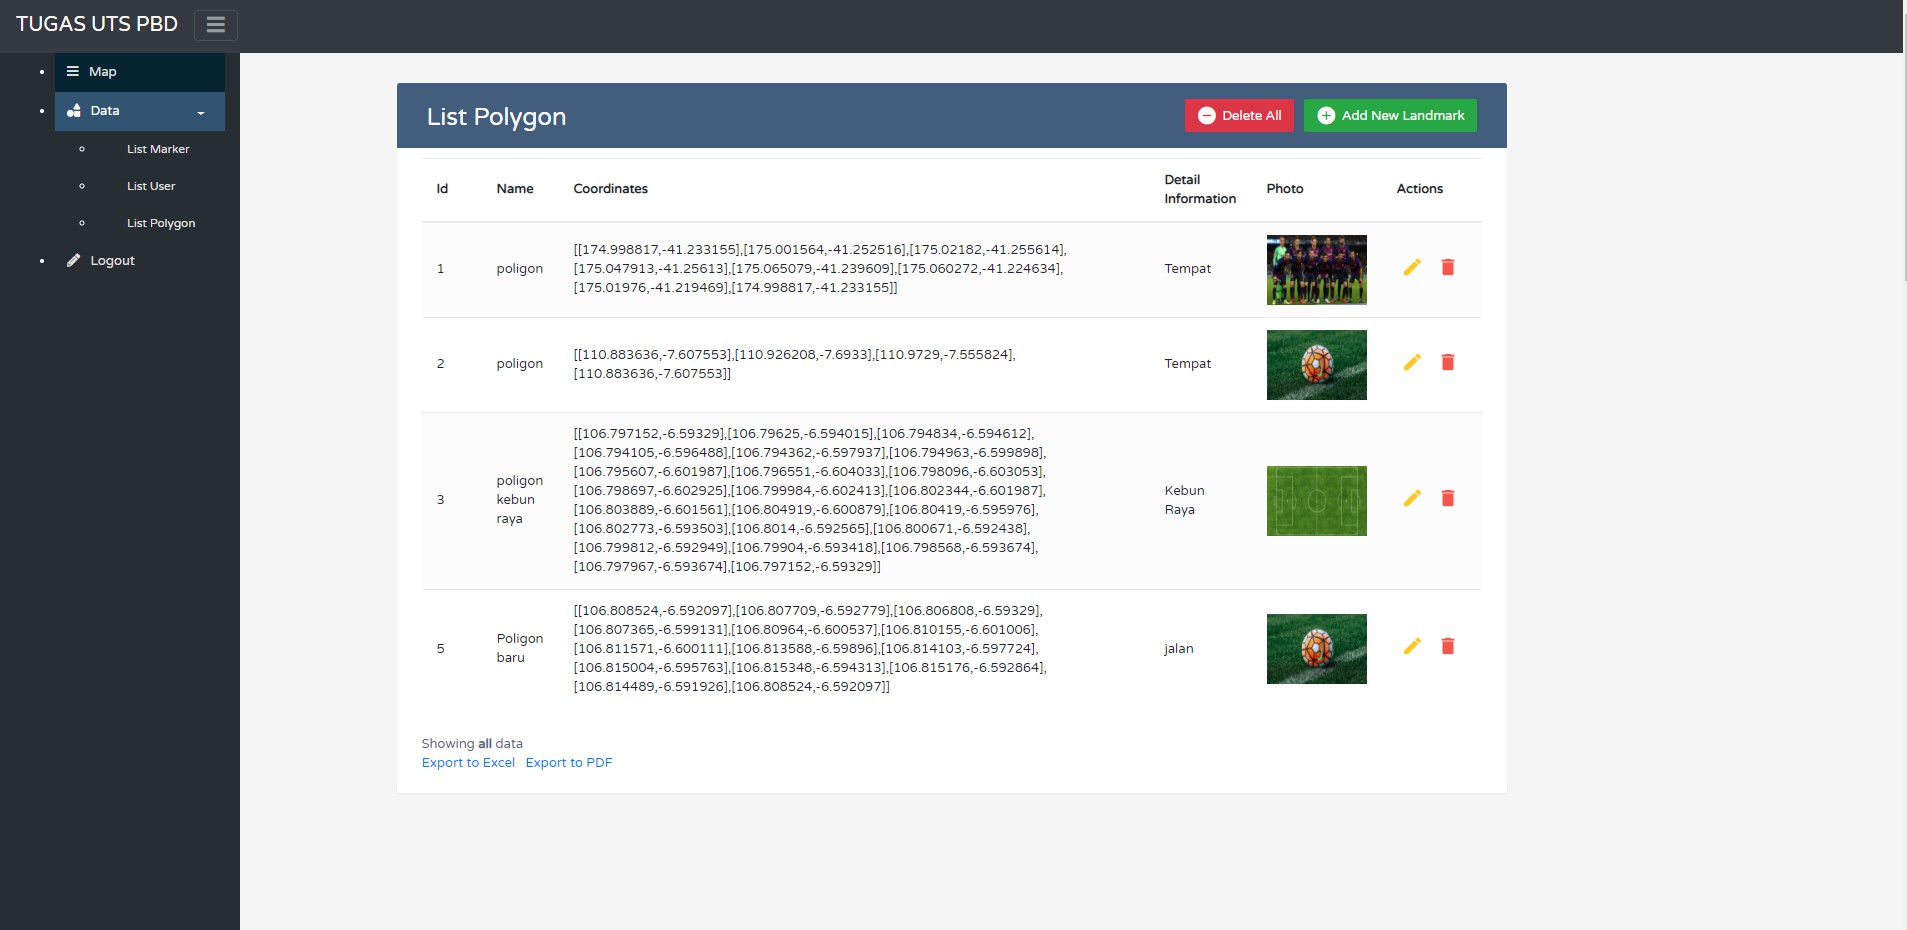 TUGAS UTS PBD
Map
Data
List Marker
List User
List Polygon
Logout
List Polygon
Delete All
Add New Landmark
Id
Name
Coordinates
Detail
Information
Photo
Actions
1
poligon
[[174.998817,-41.233155],[175.001564,-41.252516],[175.02182,-41.255614],
[175.047913,-41.25613],[175.065079,-41.239609],[175.060272,-41.224634],
[175.01976,-41.219469],[174.998817,-41.233155]]
Tempat
2
poligon
[[110.883636,-7.607553],[110.926208,-7.6933],[110.9729,-7.555824],
[110.883636,-7.607553]]
Tempat
3
poligon
kebun
raya
[[106.797152,-6.59329],[106.79625,-6.594015],[106.794834,-6.594612],
[106.794105,-6.596488],[106.794362,-6.597937],[106.794963,-6.599898],
[106.795607,-6.601987],[106.796551,-6.604033],[106.798096,-6.603053],
[106.798697,-6.602925],[106.799984,-6.602413],[106.802344,-6.601987],
[106.803889,-6.601561],[106.804919,-6.600879],[106.80419,-6.595976],
[106.802773,-6.593503],[106.8014,-6.592565],[106.800671,-6.592438],
[106.799812,-6.592949],[106.79904,-6.593418],[106.798568,-6.593674],
[106.797967,-6.593674],[106.797152,-6.59329]]
Kebun
Raya
5
Poligon
baru
[[106.808524,-6.592097],[106.807709,-6.592779],[106.806808,-6.59329],
[106.807365,-6.599131],[106.80964,-6.600537],[106.810155,-6.601006],
[106.811571,-6.600111],[106.813588,-6.59896],[106.814103,-6.597724],
[106.815004,-6.595763],[106.815348,-6.594313],[106.815176,-6.592864],
[106.814489,-6.591926],[106.808524,-6.592097]]
jalan
Showing all data
Export to Excel Export to PDF